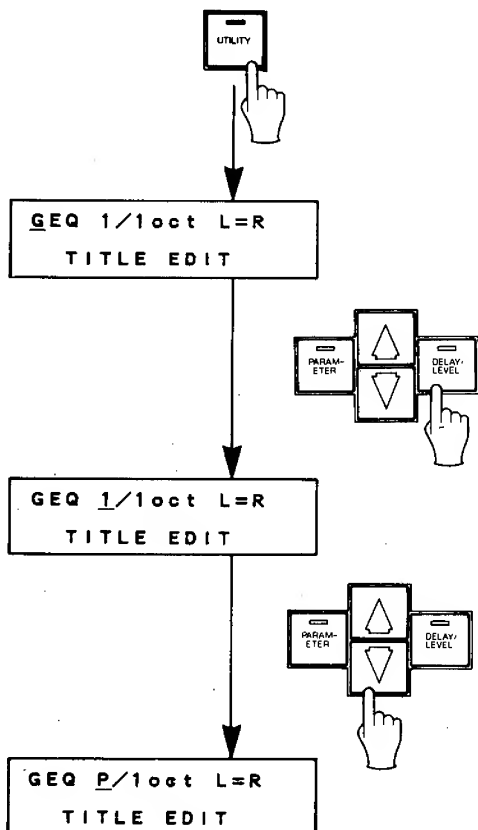 UTILITY
GEQ 1/1oct L=R
TITLE EDIT
PARAM-
ETER
DELAY/
LEVEL
GEQ 1/1oct L=R
TITLE EDIT
PARAM-
ETER
DELAY/
LEVEL
GEQ P/1oct L=R
TITLE EDIT